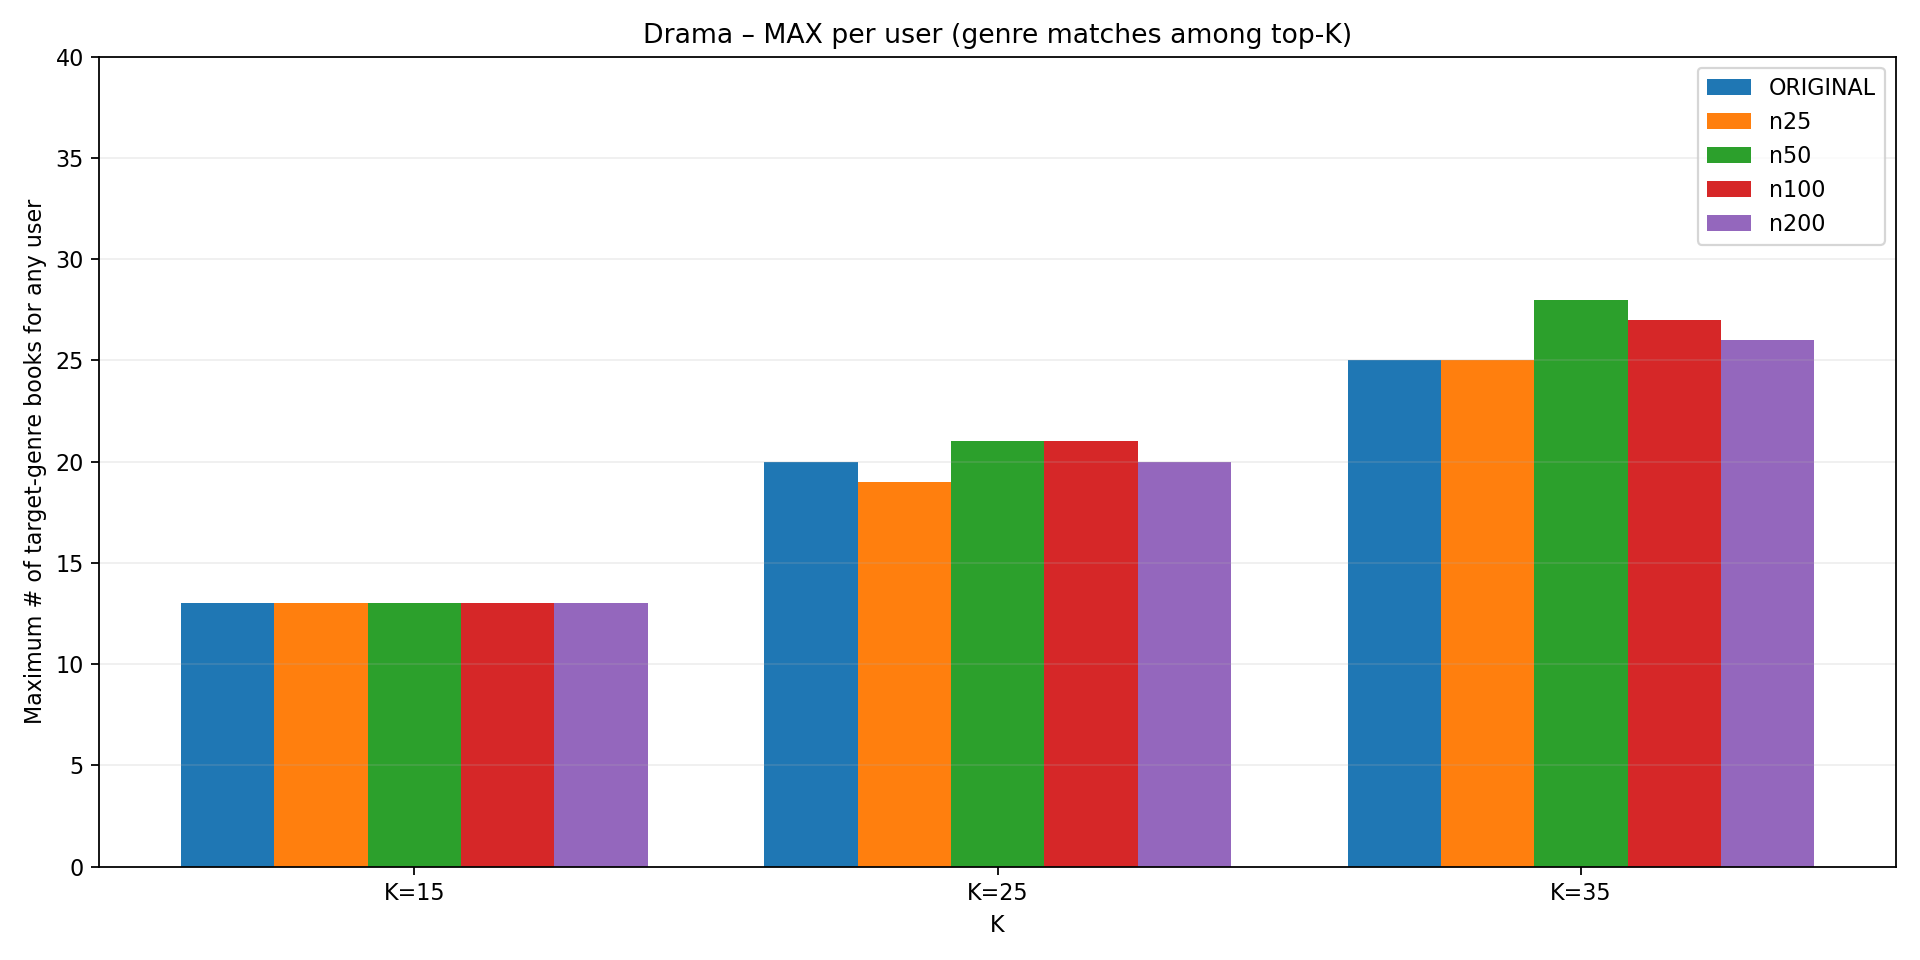 Drama – MAX per user (genre matches among top-K)
Maximum # of target-genre books for any user
40
35
30
25
20
15
10
5
0
ORIGINAL
n25
n50
n100
n200
K=15
K=25
K=35
K